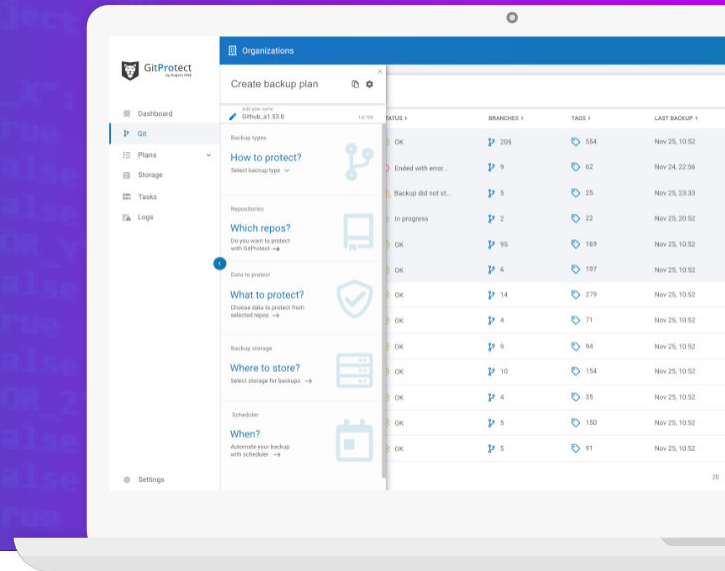 Organizations
GitProtect
by Xopero ONE
Create backup plan
Add plan name
Github_a1.53.0
Dashboard
Git
Plans
Storage
Tasks
Logs
Settings
Backup types
How to protect?
Select backup type
Repositories
Which repos?
Do you want to protect
with GitProtect →
Data to protect
What to protect?
Choose data to protect from
selected repos →
Backup storage
Where to store?
Select storage for backups →
Scheduler
When?
Automate your backup
with scheduler →
TATUS BRANCHES TAGS LAST BACKUP
OK 205 554 Nov 25, 10:52
Ended with error... 9 62 Nov 24, 22:56
Backup did not st... 5 25 Nov 25, 23:33
In progress 2 22 Nov 25, 20:52
OK 95 169 Nov 25, 10:52
OK 6 197 Nov 25, 10:52
OK 14 279 Nov 25, 10:52
OK 4 71 Nov 25, 10:52
OK 9 94 Nov 25, 10:52
OK 10 154 Nov 25, 10:52
OK 4 35 Nov 25, 10:52
OK 5 150 Nov 25, 10:52
OK 5 91 Nov 25, 10:52
20